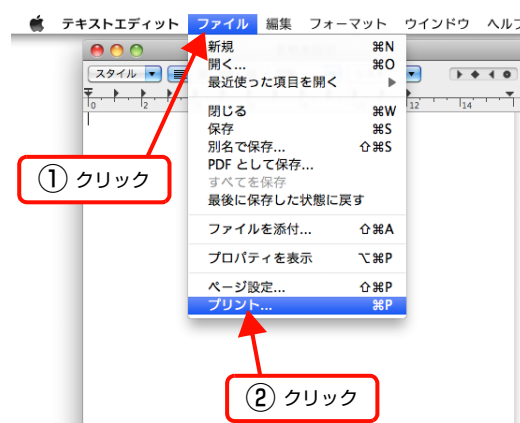 テキストエディット ファイル 編集 フォーマット ウインドウ ヘルプ
スタイル
0 2 12 14
新規 ⌘N
開く... ⌘O
最近使った項目を開く ▶
閉じる ⌘W
保存 ⌘S
別名で保存... ⇧⌘S
PDF として保存...
すべてを保存
最後に保存した状態に戻す
ファイルを添付... ⇧⌘A
プロパティを表示 ⌥⌘P
ページ設定... ⇧⌘P
プリント... ⌘P
① クリック
② クリック